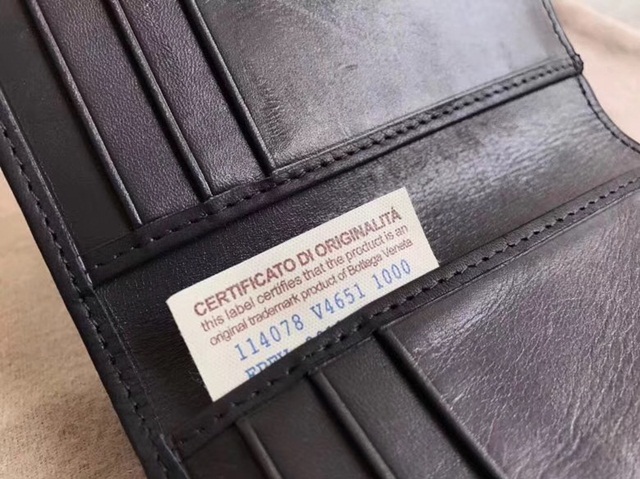 CERTIFICATO DI ORIGINALITÁ
this label certifies that the product is an
original trademark product of Bottega Veneta
114078 V4651 1000